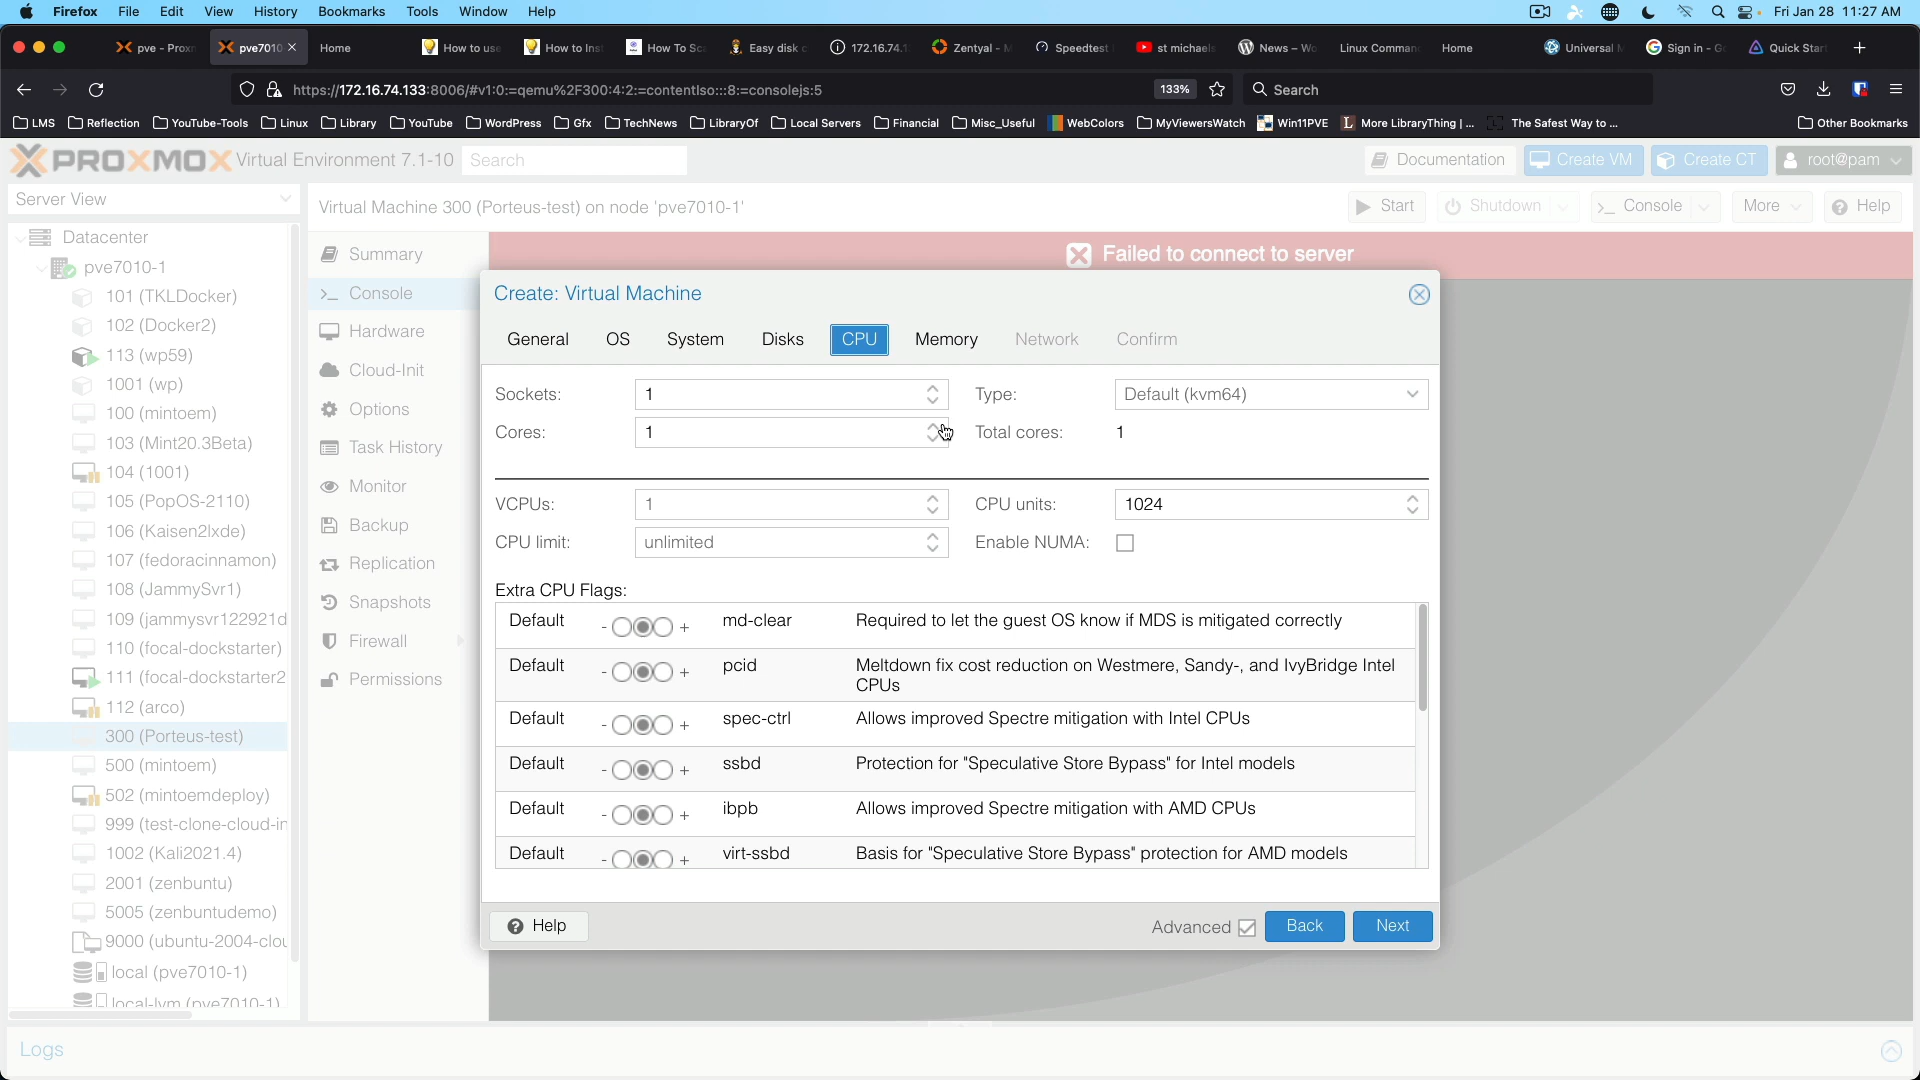 Firefox File Edit View History Bookmarks Tools Window Help Fri Jan 28 11:27 AM
pve - Prox pve7010 Home How to use How to Inst How To Sc Easy disk 172.16.74.1 Zentyal - Speedtest st michaels News – Wo Linux Comman Home Universal Sign in - G Quick Star
https://172.16.74.133:8006/#v1:0:=qemu%2F300:4:2:=contentIso:::8:=consolejs:5 133% Search
LMS Reflection YouTube-Tools Linux Library YouTube WordPress Gfx TechNews LibraryOf Local Servers Financial Misc_Useful WebColors MyViewersWatch Win11PVE More LibraryThing | ... The Safest Way to ... Other Bookmarks
PROXMOX Virtual Environment 7.1-10 Search Documentation Create VM Create CT root@pam
Server View
Virtual Machine 300 (Porteus-test) on node 'pve7010-1' Start Shutdown Console More Help
Datacenter
pve7010-1
101 (TKLDocker)
102 (Docker2)
113 (wp59)
1001 (wp)
100 (mintoem)
103 (Mint20.3Beta)
104 (1001)
105 (PopOS-2110)
106 (Kaisen2lxde)
107 (fedoracinnamon)
108 (JammySvr1)
109 (jammysvr122921d
110 (focal-dockstarter)
111 (focal-dockstarter2
112 (arco)
300 (Porteus-test)
500 (mintoem)
502 (mintoemdeploy)
999 (test-clone-cloud-in
1002 (Kali2021.4)
2001 (zenbuntu)
5005 (zenbuntudemo)
9000 (ubuntu-2004-clou
local (pve7010-1)
local-lvm (pve7010-1)
Summary
Console
Hardware
Cloud-Init
Options
Task History
Monitor
Backup
Replication
Snapshots
Firewall
Permissions
Failed to connect to server
Create: Virtual Machine
General OS System Disks CPU Memory Network Confirm
Sockets: 1 Type: Default (kvm64)
Cores: 1 Total cores: 1
VCPUs: 1 CPU units: 1024
CPU limit: unlimited Enable NUMA:
Extra CPU Flags:
Default - + md-clear Required to let the guest OS know if MDS is mitigated correctly
Default - + pcid Meltdown fix cost reduction on Westmere, Sandy-, and IvyBridge Intel
CPUs
Default - + spec-ctrl Allows improved Spectre mitigation with Intel CPUs
Default - + ssbd Protection for "Speculative Store Bypass" for Intel models
Default - + ibpb Allows improved Spectre mitigation with AMD CPUs
Default - + virt-ssbd Basis for "Speculative Store Bypass" protection for AMD models
Help Advanced Back Next
Logs